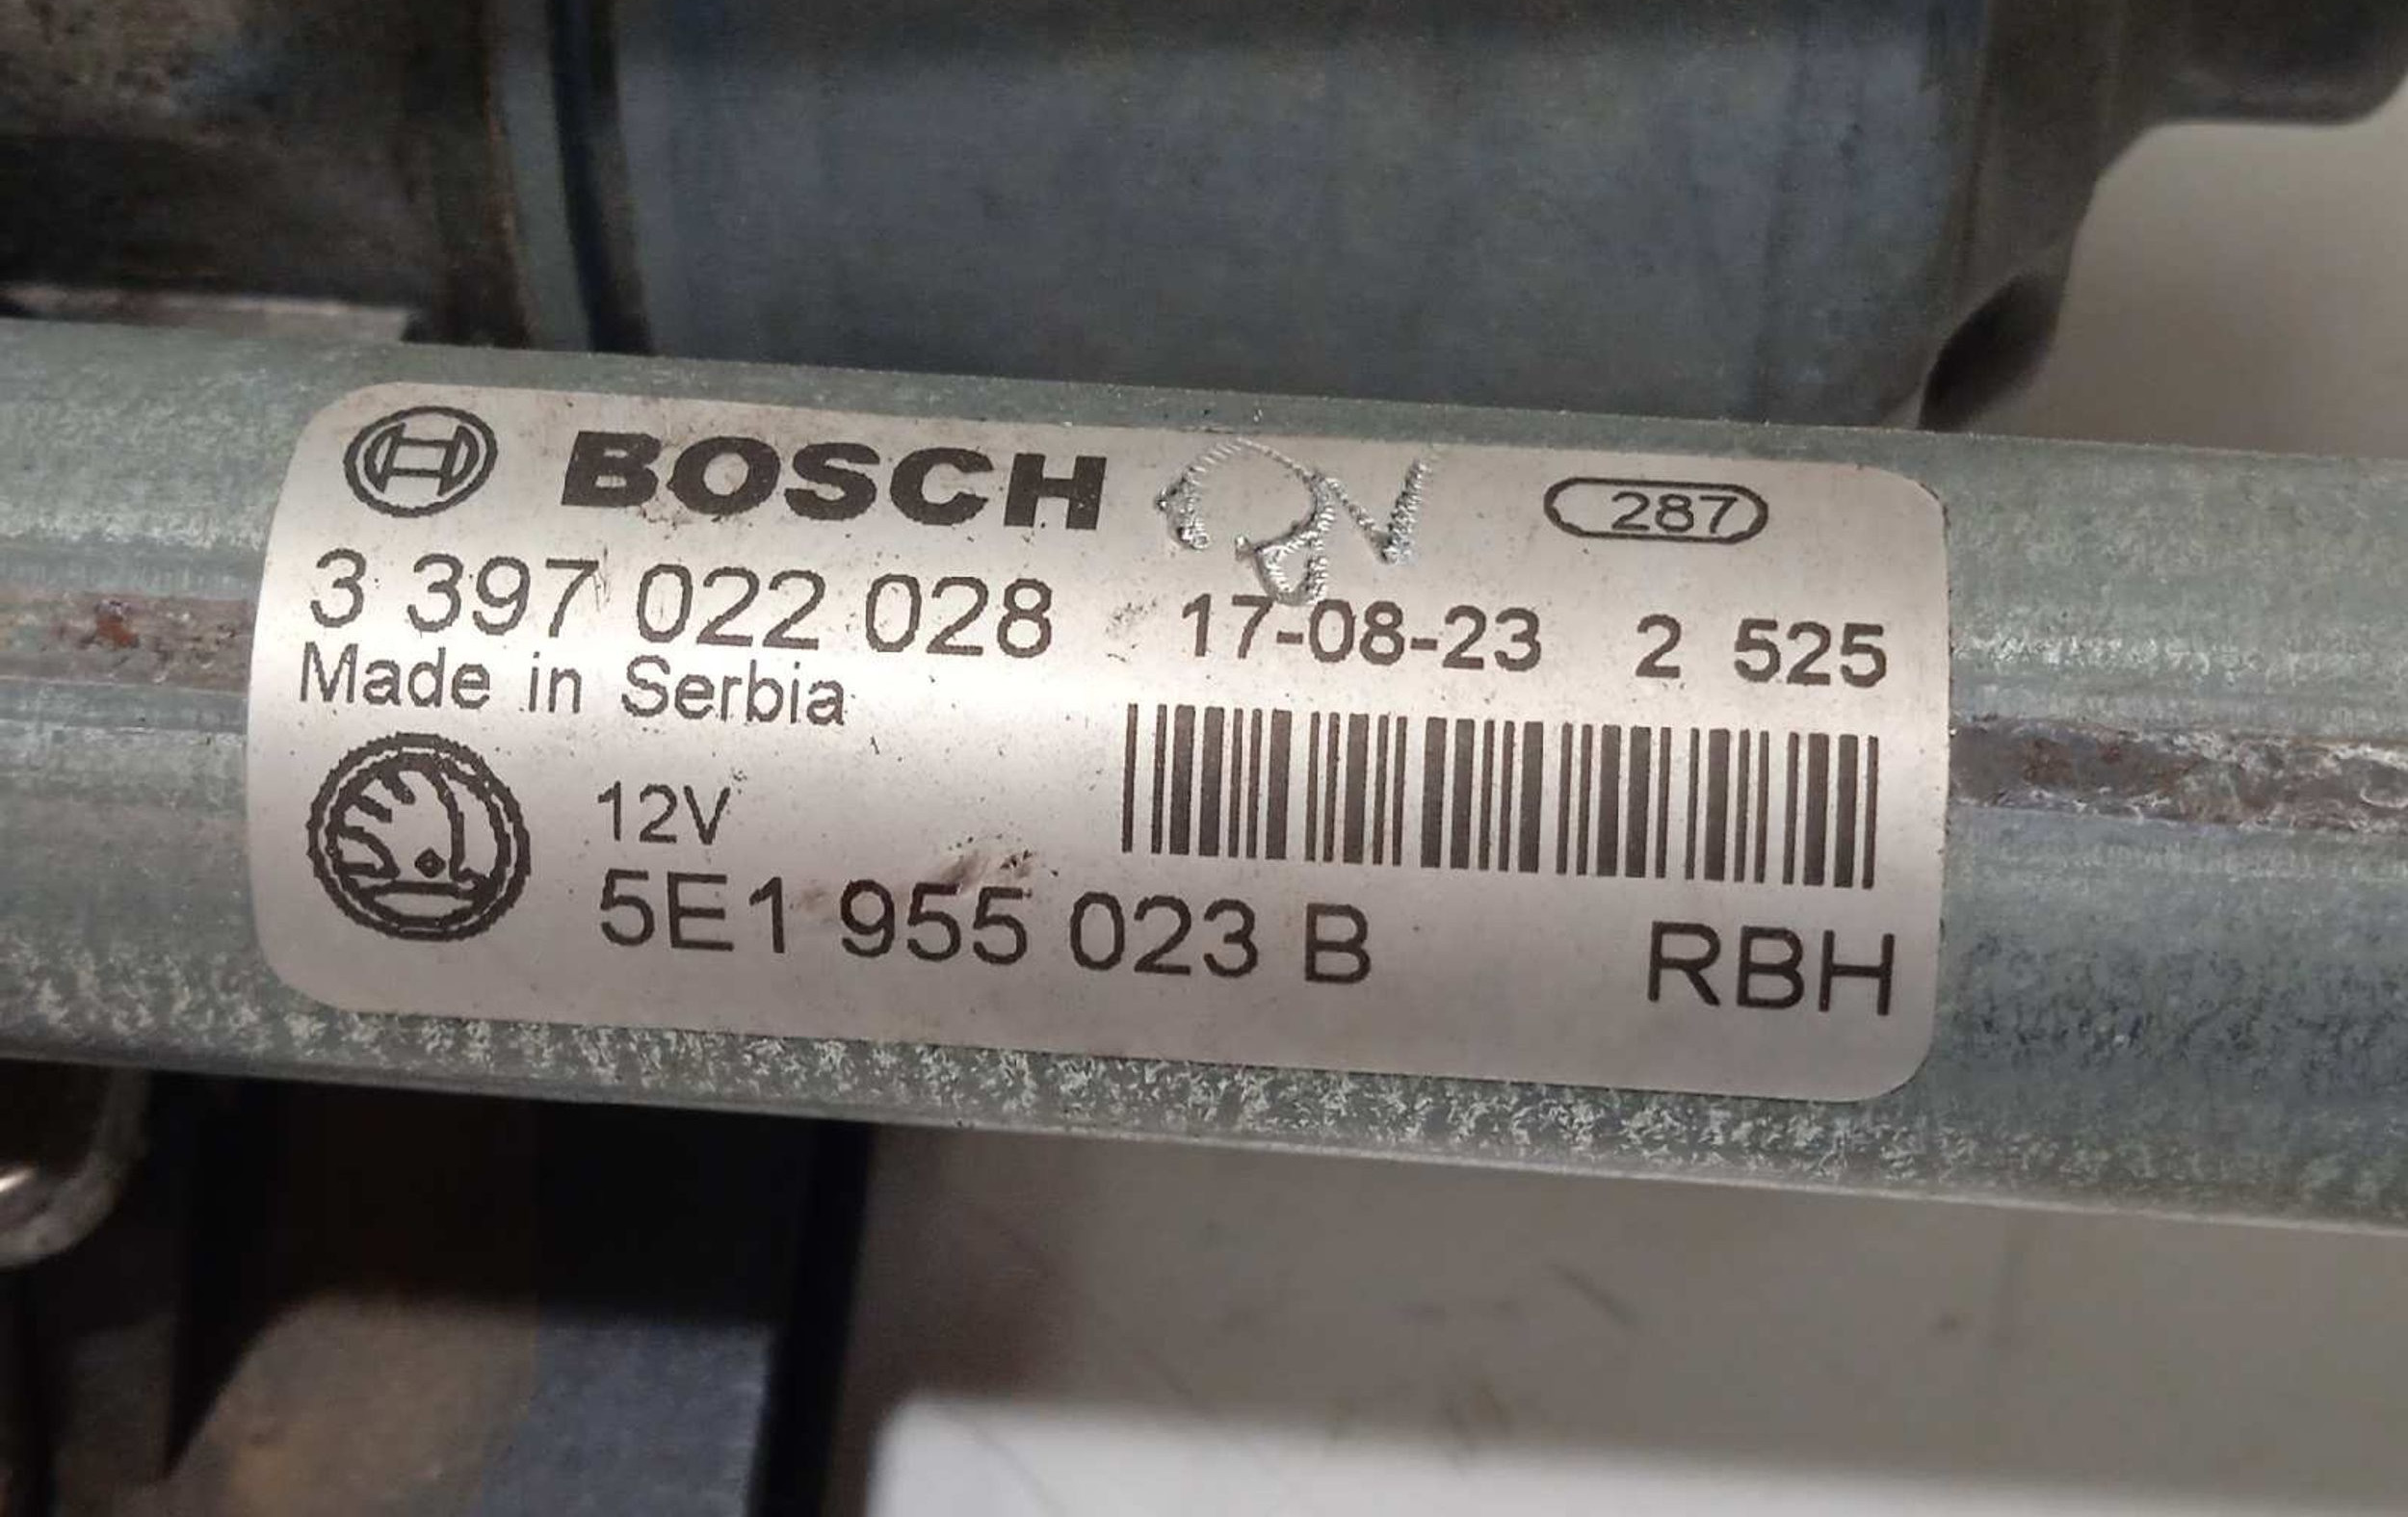 BOSCH 287
3 397 022 028 17-08-23 2 525
Made in Serbia
12V
5E1 955 023 B RBH